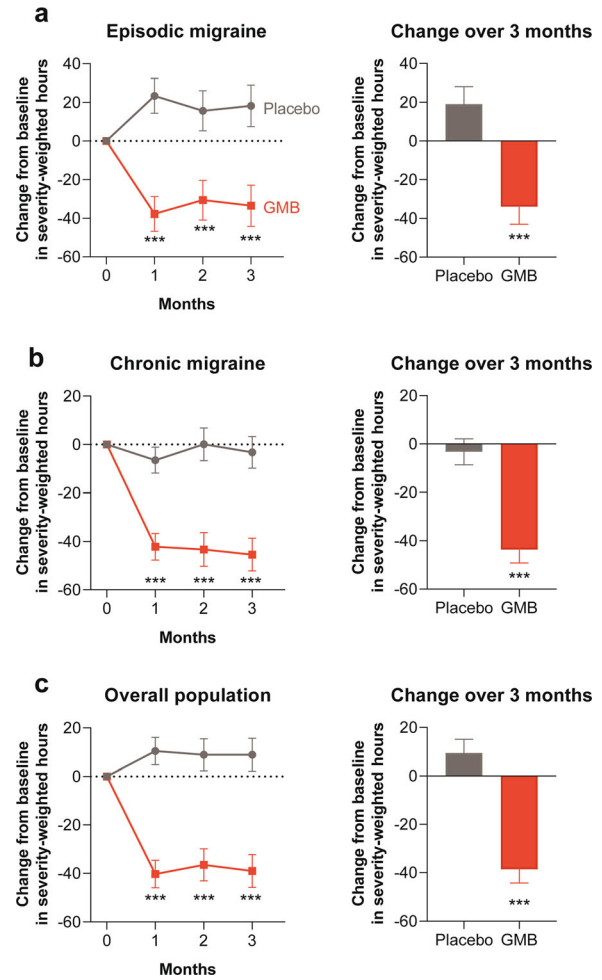 a
Episodic migraine
Change from baseline
in severity-weighted hours
40
20
0
-20
-40
-60
Placebo
GMB
***
***
***
0 1 2 3
Months
Change over 3 months
Change from baseline
in severity-weighted hours
40
20
0
-20
-40
-60
***
Placebo GMB
b
Chronic migraine
Change from baseline
in severity-weighted hours
20
0
-20
-40
-60
*** *** ***
0 1 2 3
Months
Change over 3 months
Change from baseline
in severity-weighted hours
20
0
-20
-40
-60
***
Placebo GMB
c
Overall population
Change from baseline
in severity-weighted hours
20
0
-20
-40
-60
*** *** ***
0 1 2 3
Months
Change over 3 months
Change from baseline
in severity-weighted hours
20
0
-20
-40
-60
***
Placebo GMB